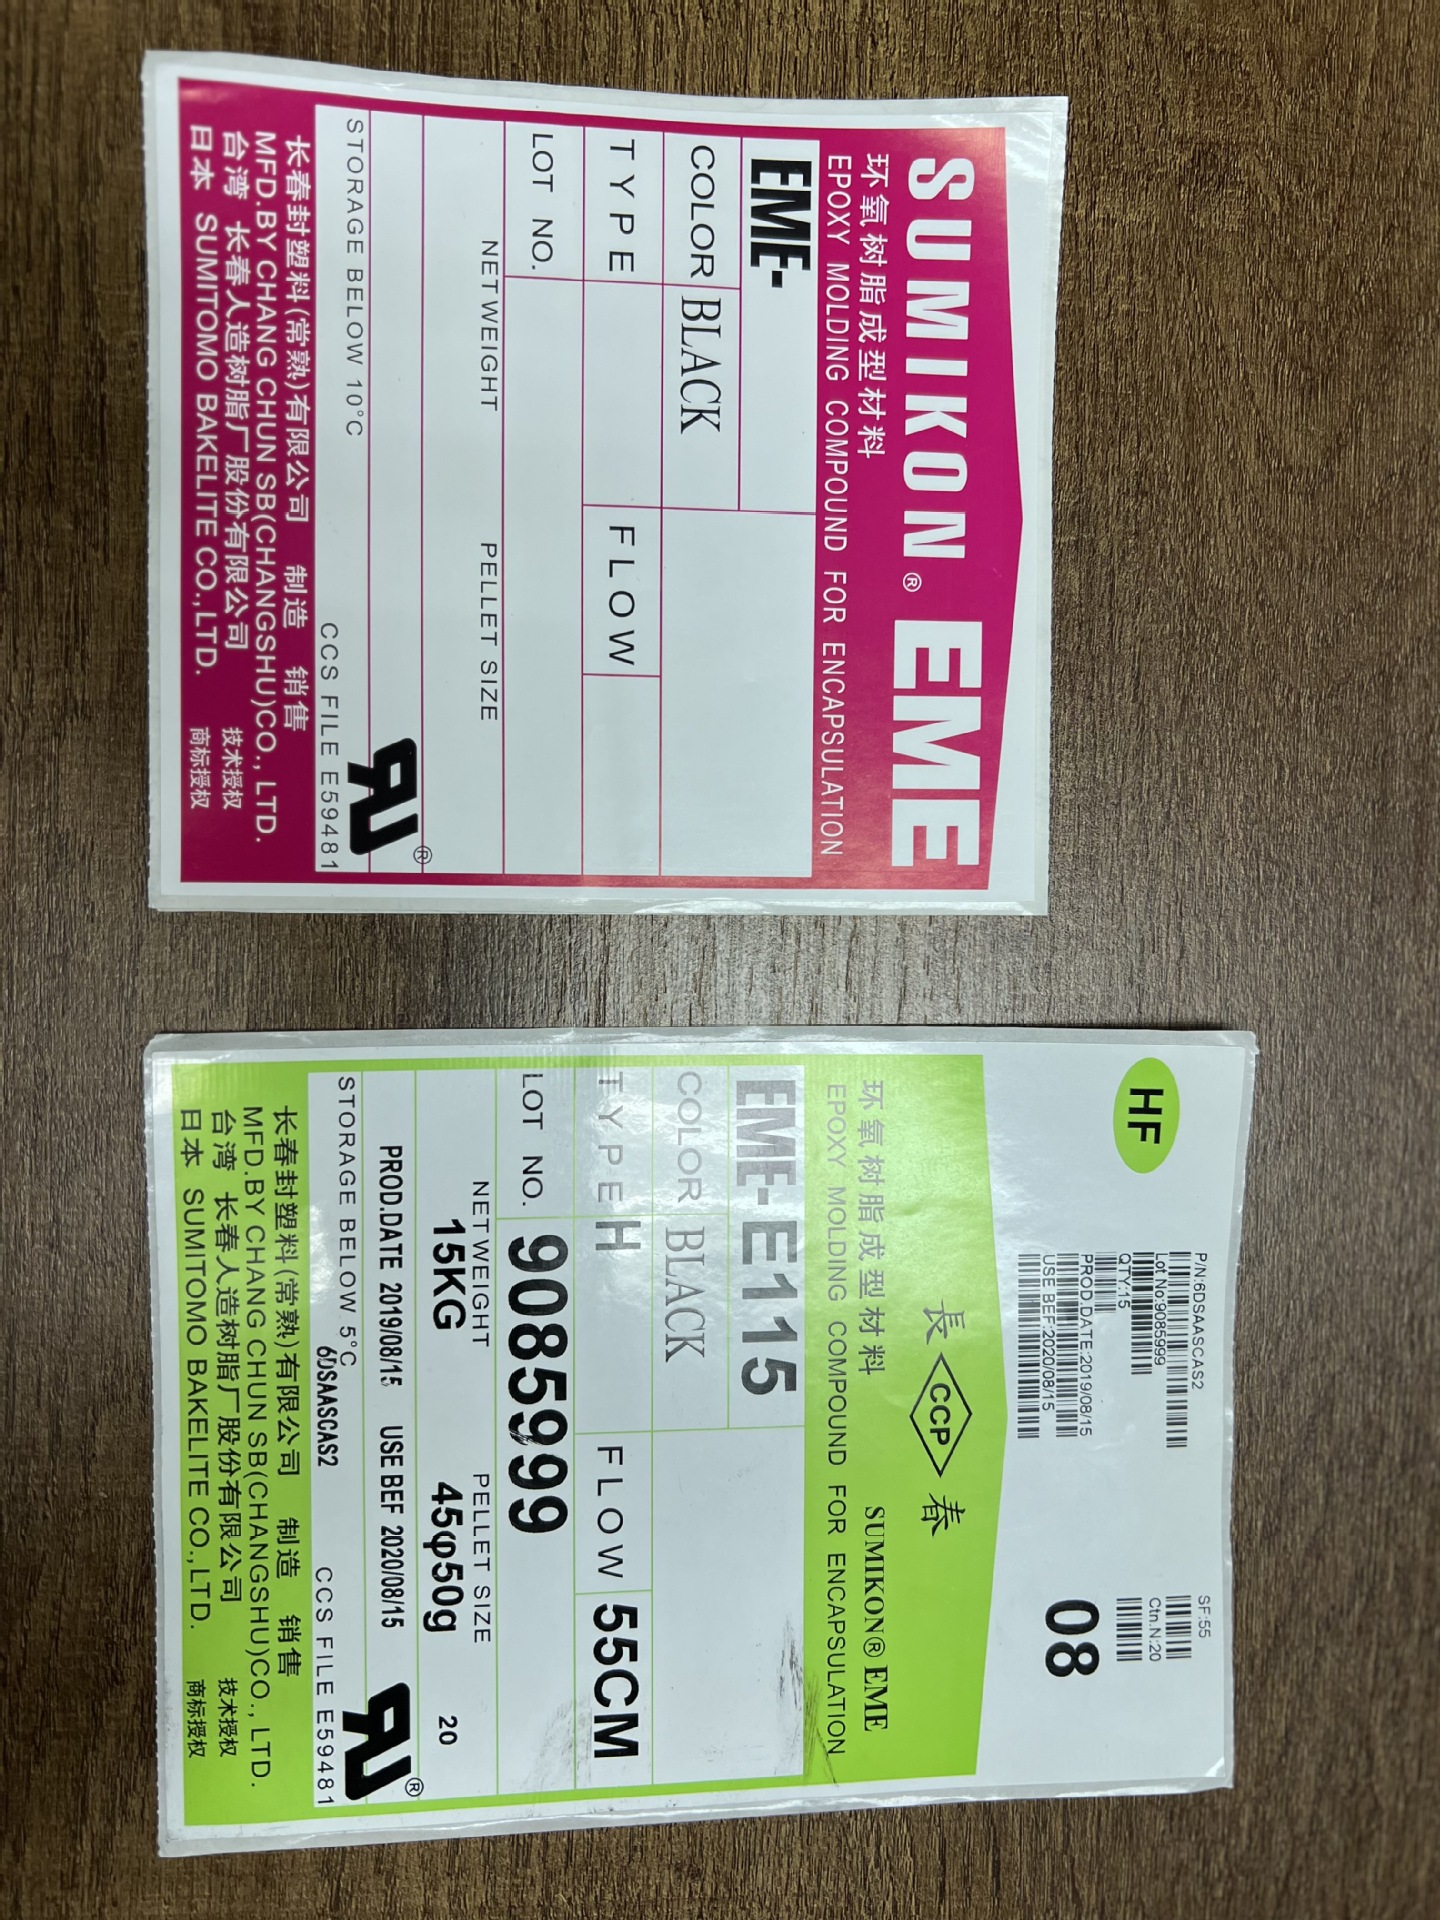 SUMIKON® EME
环氧树脂成型材料
EPOXY MOLDING COMPOUND FOR ENCAPSULATION
EME-
COLOR BLACK
TYPE FLOW
LOT NO.
NET WEIGHT PELLET SIZE
STORAGE BELOW 10°C CCS FILE E59481
长春封塑料(常熟)有限公司 制造 销售
MFD.BY CHANG CHUN SB(CHANGSHU)CO., LTD.
台湾 长春人造树脂厂股份有限公司 技术授权
日本 SUMITOMO BAKELITE CO.,LTD. 商标授权
HF
P/N:6DSAASCAS2 SF:55
Lot No:9085999 Ctn.N:20
QTY:15
PROD.DATE:2019/08/15
USE BEF:2020/08/15
08
長 CCP 春
环氧树脂成型材料 SUMIKON® EME
EPOXY MOLDING COMPOUND FOR ENCAPSULATION
EME-E115
COLOR BLACK
TYPE H FLOW 55CM
LOT NO. 9085999
NET WEIGHT PELLET SIZE
15KG 45φ50g 20
PROD.DATE 2019/08/15 USE BEF 2020/08/15
STORAGE BELOW 5°C CCS FILE E59481
6DSAASCAS2
长春封塑料(常熟)有限公司 制造 销售
MFD.BY CHANG CHUN SB(CHANGSHU)CO., LTD.
台湾 长春人造树脂厂股份有限公司 技术授权
日本 SUMITOMO BAKELITE CO.,LTD. 商标授权